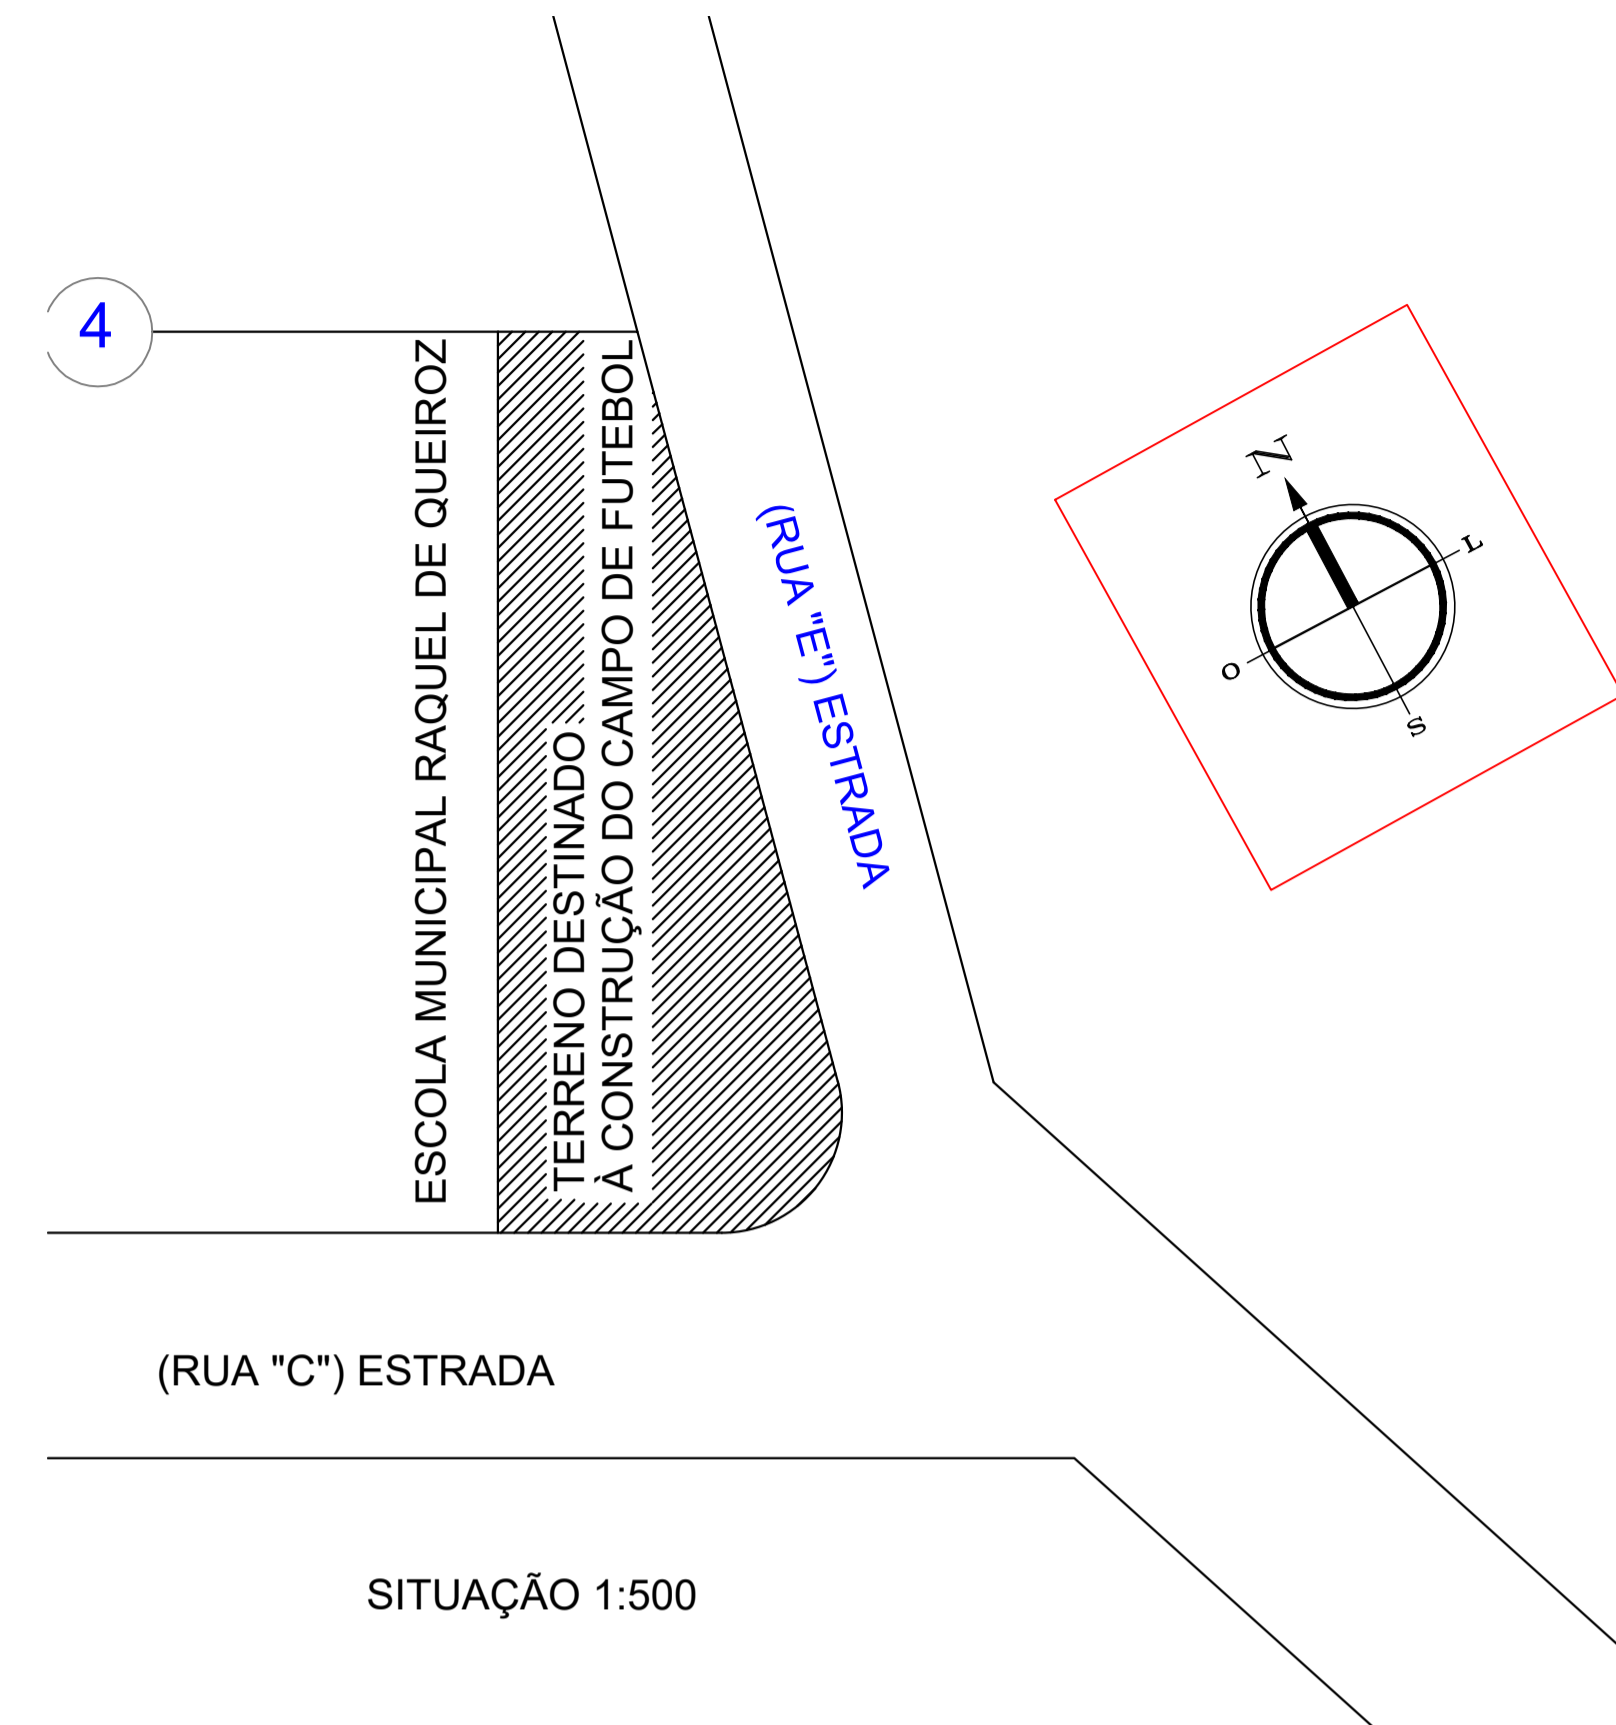 4
ESCOLA MUNICIPAL RAQUEL DE QUEIROZ
TERRENO DESTINADO
À CONSTRUÇÃO DO CAMPO DE FUTEBOL
(RUA "E") ESTRADA
N
L
O
S
(RUA "C") ESTRADA
SITUAÇÃO 1:500